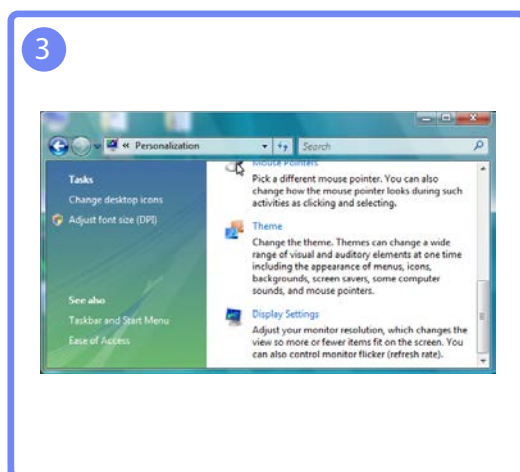 3
« Personalization
Search
Tasks
Change desktop icons
Adjust font size (DPI)
See also
Taskbar and Start Menu
Ease of Access
Mouse Pointers
Pick a different mouse pointer. You can also
change how the mouse pointer looks during such
activities as clicking and selecting.
Theme
Change the theme. Themes can change a wide
range of visual and auditory elements at one time
including the appearance of menus, icons,
backgrounds, screen savers, some computer
sounds, and mouse pointers.
Display Settings
Adjust your monitor resolution, which changes the
view so more or fewer items fit on the screen. You
can also control monitor flicker (refresh rate).